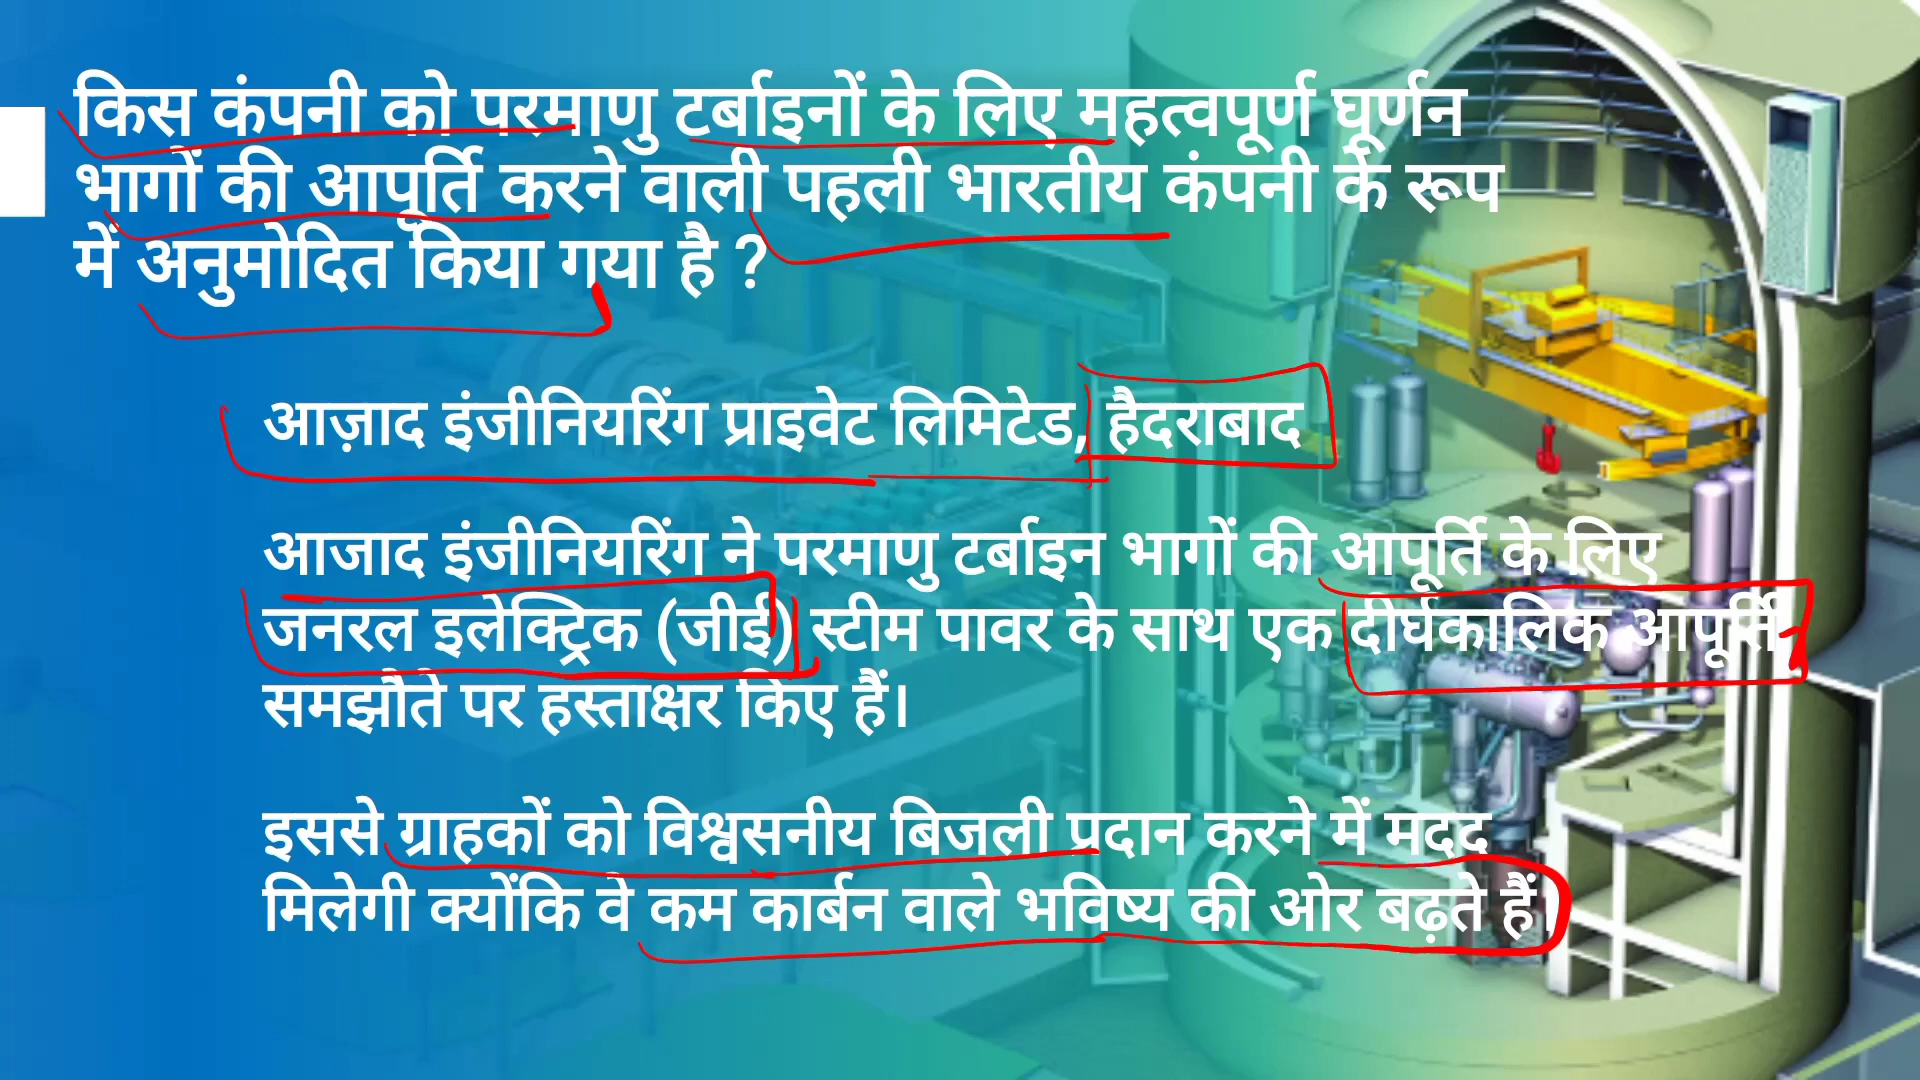 किस कंपनी को परमाणु टर्बाइनों के लिए महत्वपूर्ण घूर्णन
भागों की आपूर्ति करने वाली पहली भारतीय कंपनी के रूप
में अनुमोदित किया गया है ?
आज़ाद इंजीनियरिंग प्राइवेट लिमिटेड, हैदराबाद
आजाद इंजीनियरिंग ने परमाणु टर्बाइन भागों की आपूर्ति के लिए
जनरल इलेक्ट्रिक (जीई) स्टीम पावर के साथ एक दीर्घकालिक आपूर्ति
समझौते पर हस्ताक्षर किए हैं।
इससे ग्राहकों को विश्वसनीय बिजली प्रदान करने में मदद
मिलेगी क्योंकि वे कम कार्बन वाले भविष्य की ओर बढ़ते हैं।